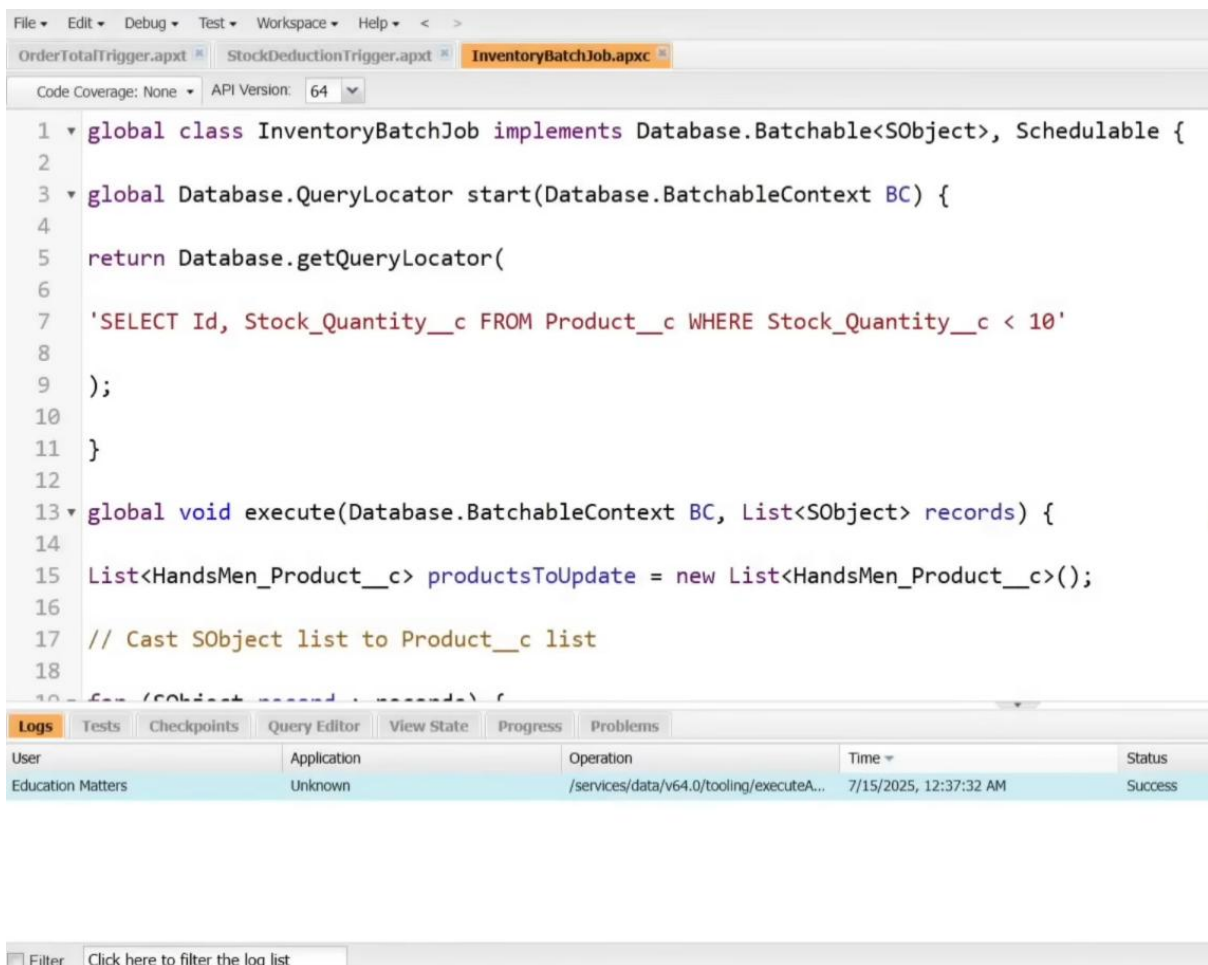 File Edit Debug Test Workspace Help < >
OrderTotalTrigger.apxt StockDeductionTrigger.apxt InventoryBatchJob.apxc
Code Coverage: None API Version: 64
1 global class InventoryBatchJob implements Database.Batchable<SObject>, Schedulable {
2
3 global Database.QueryLocator start(Database.BatchableContext BC) {
4
5 return Database.getQueryLocator(
6
7 'SELECT Id, Stock_Quantity__c FROM Product__c WHERE Stock_Quantity__c < 10'
8
9 );
10
11 }
12
13 global void execute(Database.BatchableContext BC, List<SObject> records) {
14
15 List<HandsMen_Product__c> productsToUpdate = new List<HandsMen_Product__c>();
16
17 // Cast SObject list to Product__c list
18
19 for (SObject record : records) {
Logs Tests Checkpoints Query Editor View State Progress Problems
User Application Operation Time Status
Education Matters Unknown /services/data/v64.0/tooling/executeA... 7/15/2025, 12:37:32 AM Success
Filter Click here to filter the log list